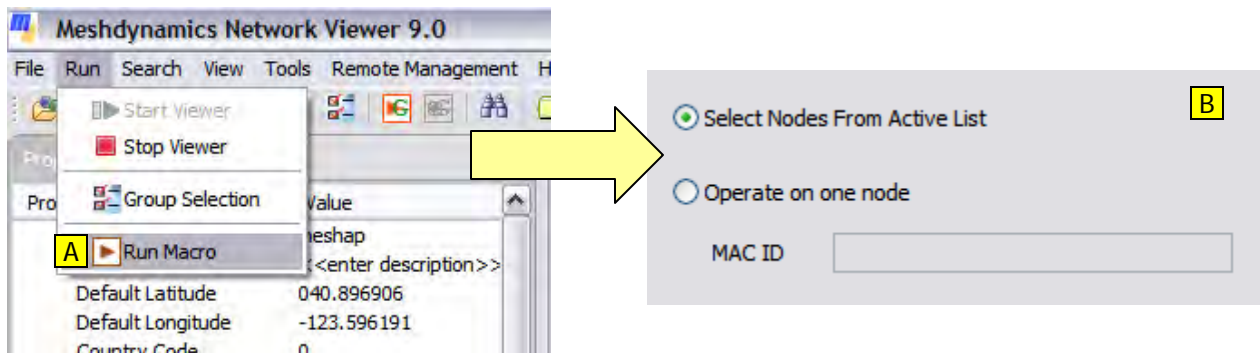 Meshdynamics Network Viewer 9.0
File Run Search View Tools Remote Management H
Start Viewer
Stop Viewer
Pro Group Selection Value
A Run Macro meshap
<<enter description>>
Default Latitude 040.896906
Default Longitude -123.596191
Country Code 0
B
Select Nodes From Active List
Operate on one node
MAC ID